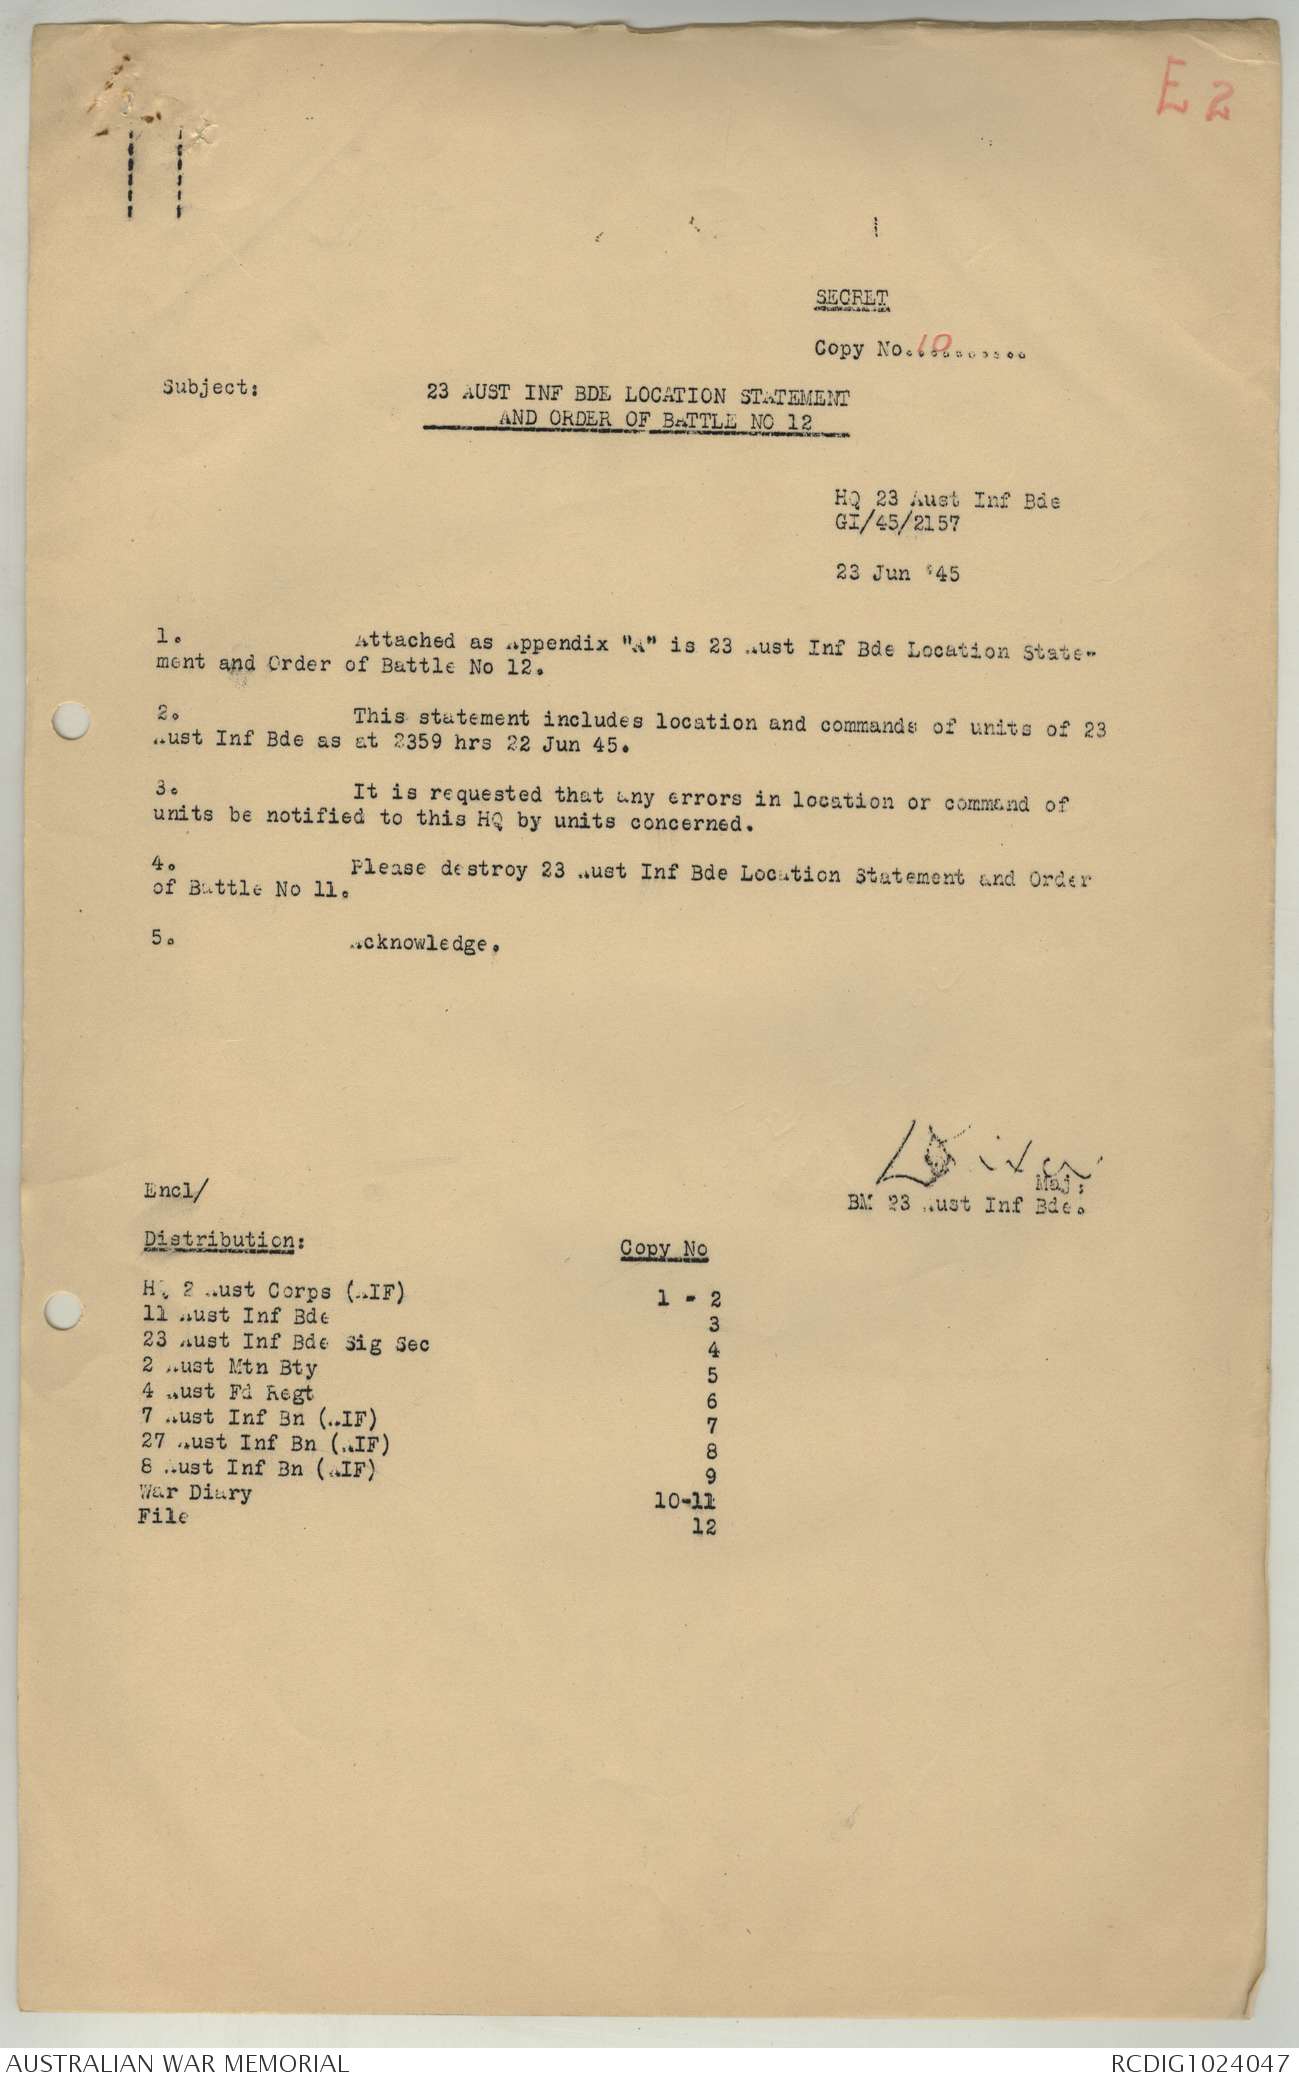 E 2
SECRET
Copy No.10..........
Subject: 23 AUST INF BDE LOCATION STATEMENT
AND ORDER OF BATTLE NO 12
HQ 23 Aust Inf Bde
GI/45/2157
23 Jun '45
1. Attached as Appendix "A" is 23 Aust Inf Bde Location State-
ment and Order of Battle No 12.
2. This statement includes location and commands of units of 23
Aust Inf Bde as at 2359 hrs 22 Jun 45.
3. It is requested that any errors in location or command of
units be notified to this HQ by units concerned.
4. Please destroy 23 Aust Inf Bde Location Statement and Order
of Battle No 11.
5. Acknowledge.
Maj:
Encl/
BM 23 Aust Inf Bde.
Distribution: Copy No
HQ 2 Aust Corps (AIF) 1 - 2
11 Aust Inf Bde 3
23 Aust Inf Bde Sig Sec 4
2 Aust Mtn Bty 5
4 Aust Fd Regt 6
7 Aust Inf Bn (AIF) 7
27 Aust Inf Bn (AIF) 8
8 Aust Inf Bn (AIF) 9
War Diary 10-11
File 12
AUSTRALIAN WAR MEMORIAL RCDIG1024047